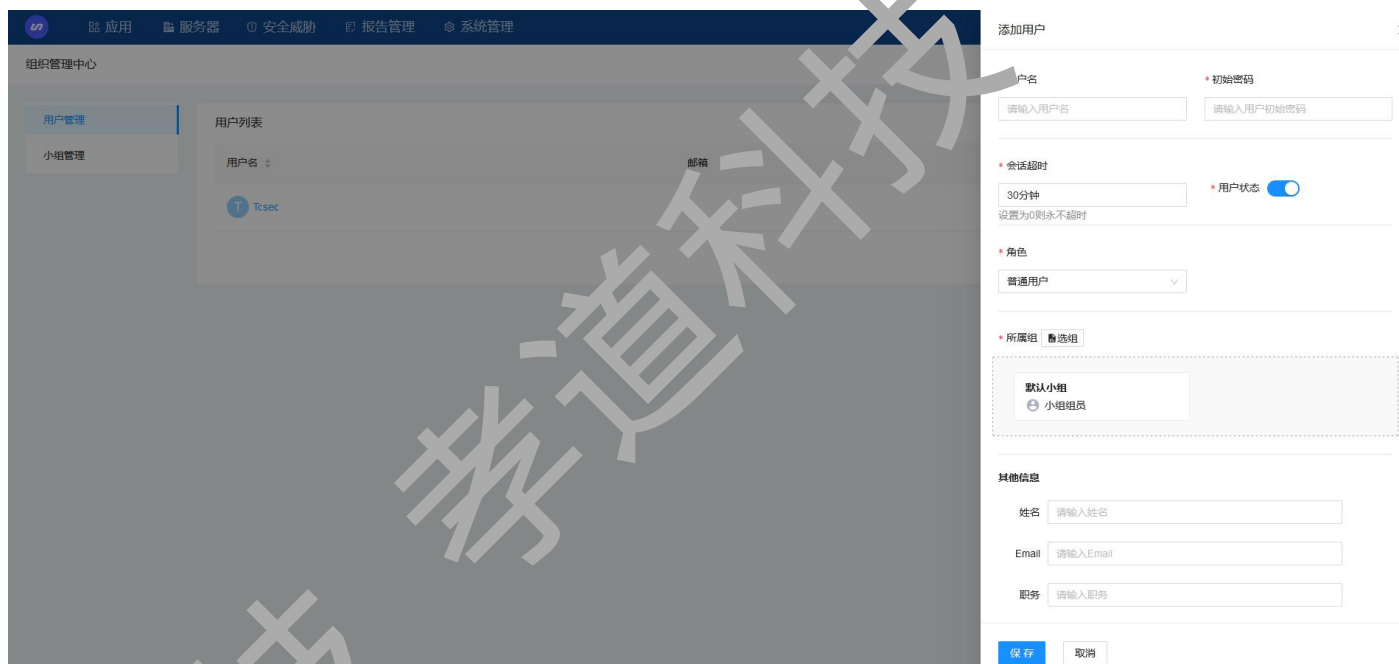 应用 服务器 安全威胁 报告管理 系统管理
组织管理中心
用户管理
小组管理
用户列表
用户名 邮箱
T Tcsec
添加用户
户名 * 初始密码
请输入用户名 请输入用户初始密码
* 会话超时
30分钟 * 用户状态
设置为0则永不超时
* 角色
普通用户
* 所属组 选组
默认小组
小组组员
其他信息
姓名 请输入姓名
Email 请输入Email
职务 请输入职务
保存 取消
孝道科技